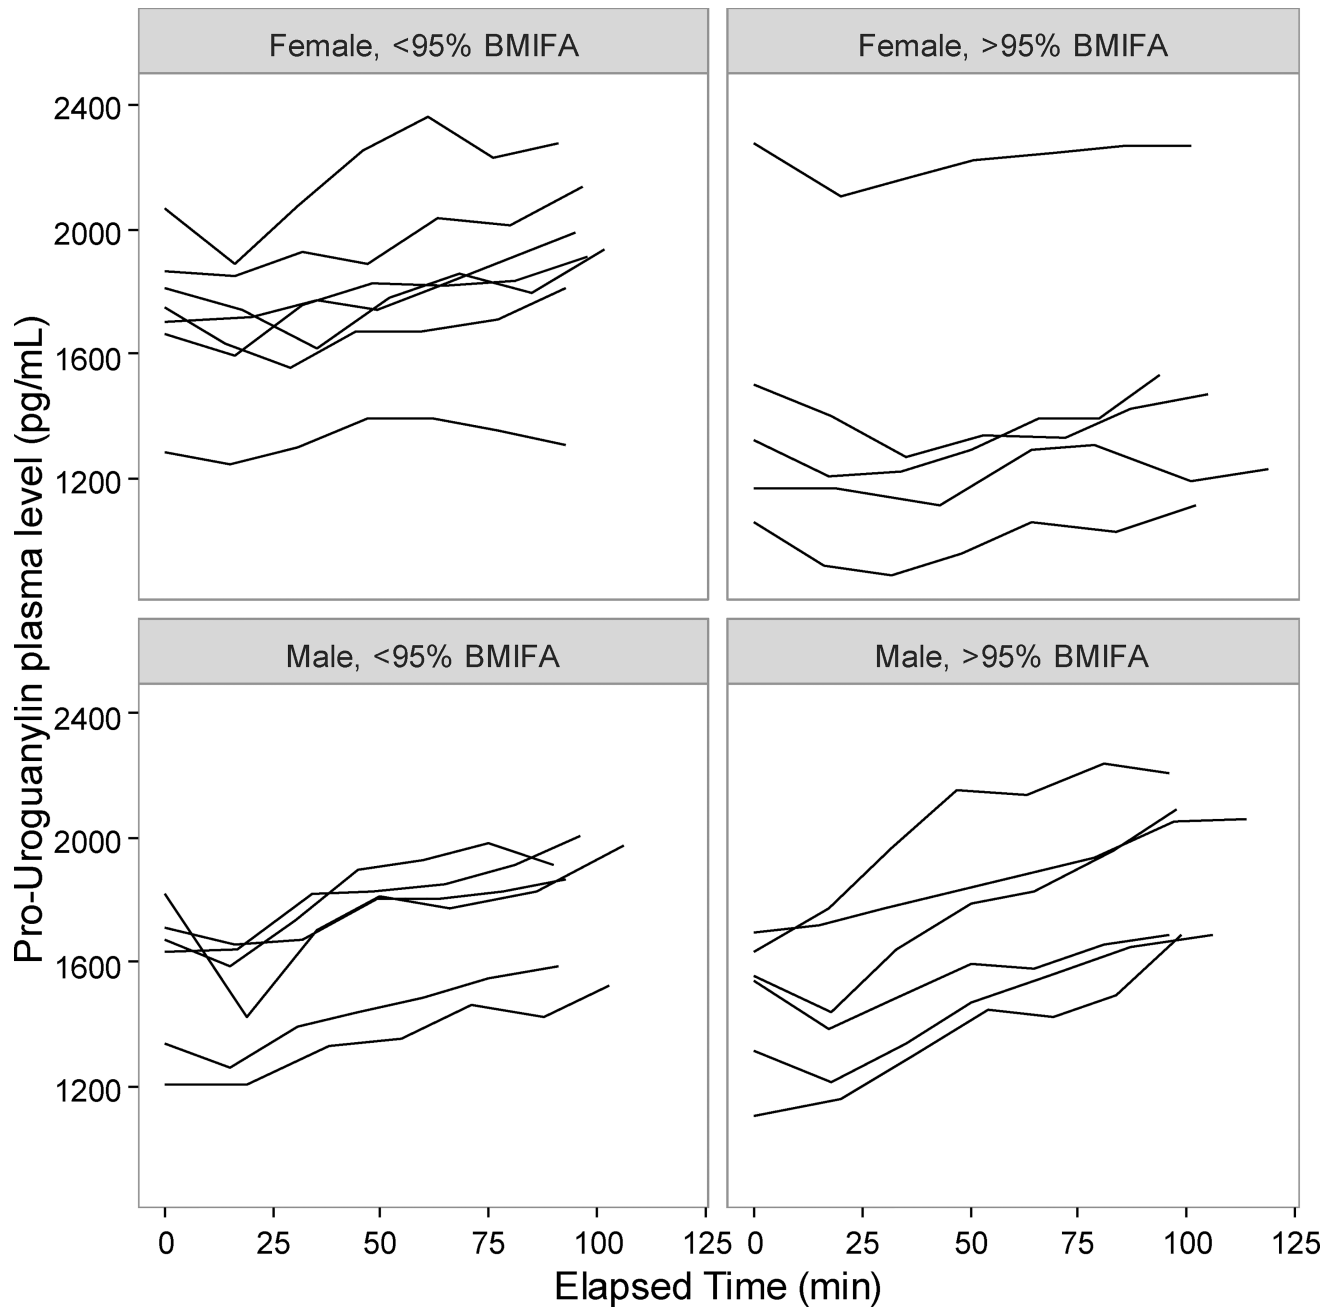 Female, <95% BMIFA
Female, >95% BMIFA
2400
2000
1600
1200
Pro-Uroguanylin plasma level (pg/mL)
Male, <95% BMIFA
Male, >95% BMIFA
2400
2000
1600
1200
0 25 50 75 100 125 0 25 50 75 100 125
Elapsed Time (min)